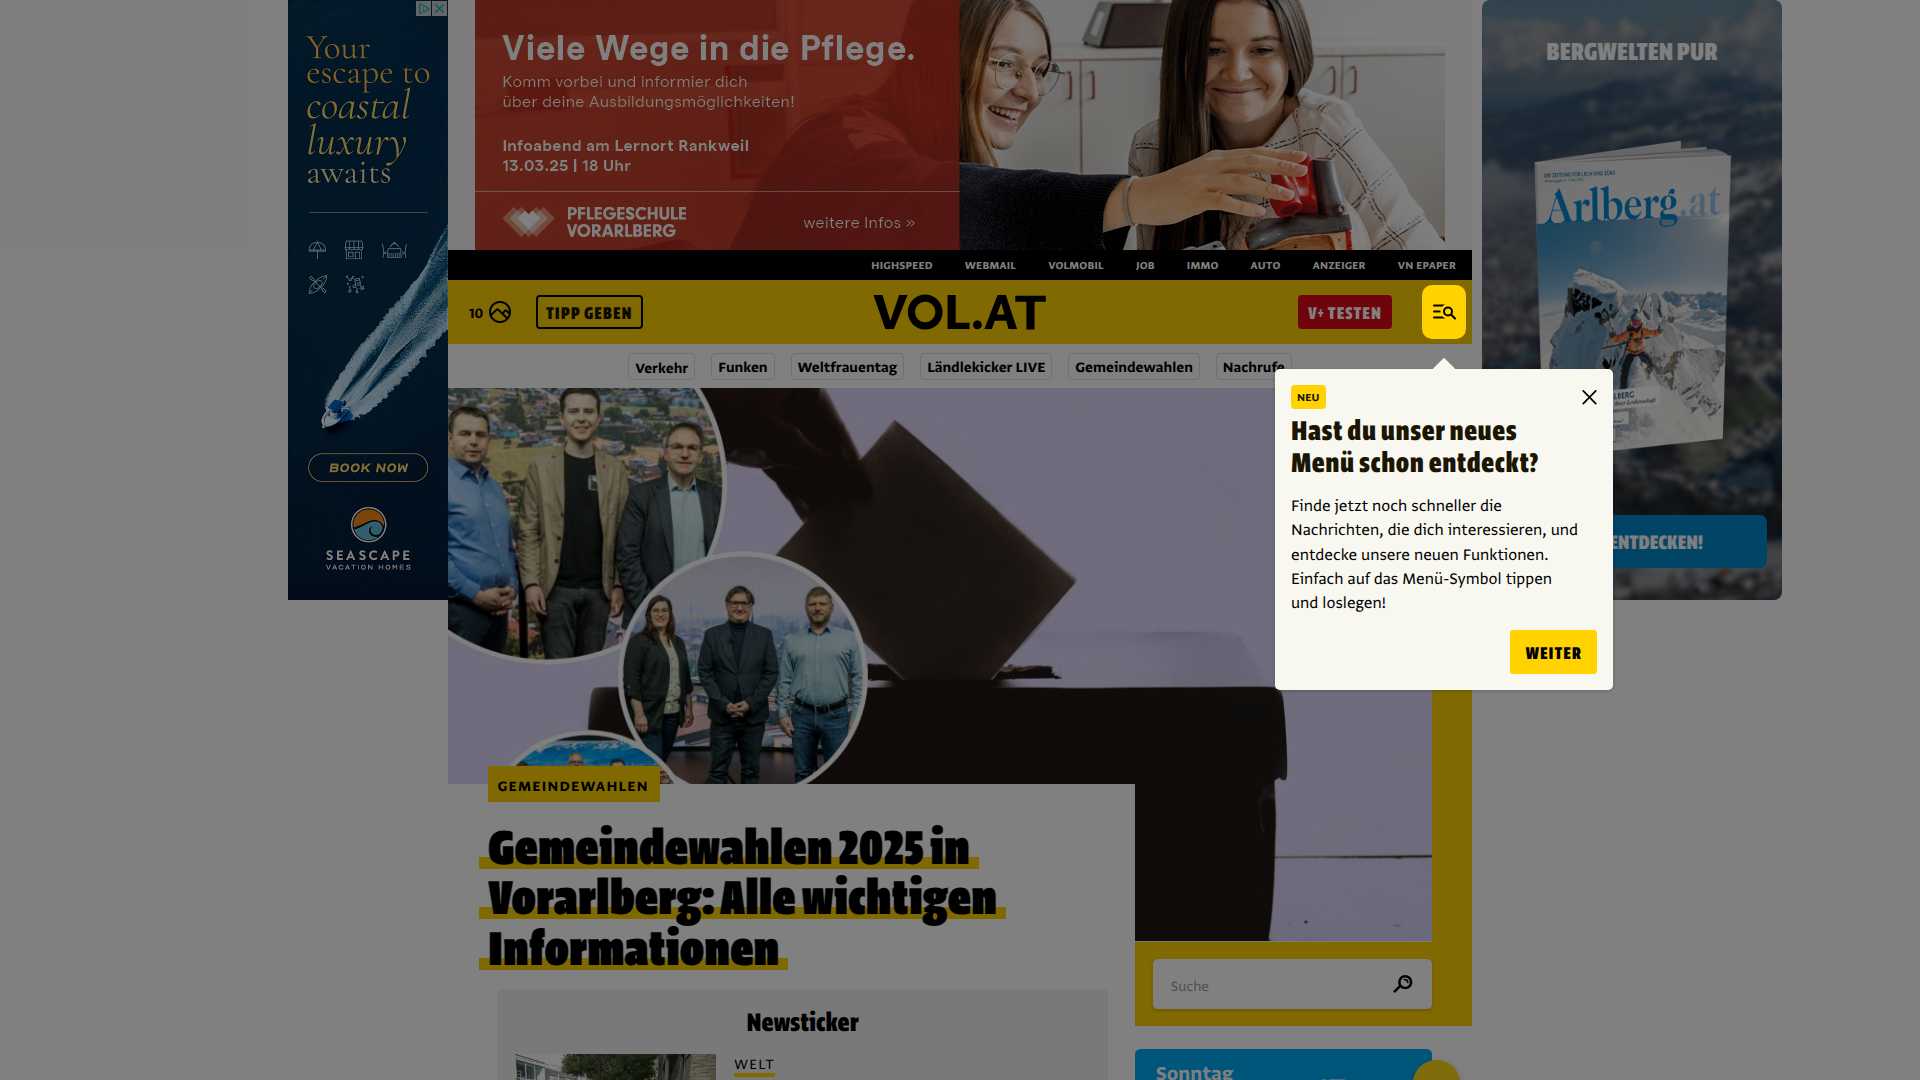 Your
escape to
coastal
luxury
awaits
BOOK NOW
SEASCAPE
VACATION HOMES
Viele Wege in die Pflege.
Komm vorbei und informier dich
über deine Ausbildungsmöglichkeiten!
Infoabend am Lernort Rankweil
13.03.25 | 18 Uhr
PFLEGESCHULE
VORARLBERG
weitere Infos »
BERGWELTEN PUR
Arlberg.at
ENTDECKEN!
HIGHSPEED
WEBMAIL
VOLMOBIL
JOB
IMMO
AUTO
ANZEIGER
VN EPAPER
10
TIPP GEBEN
VOL.AT
V+ TESTEN
Verkehr
Funken
Weltfrauentag
Ländlekicker LIVE
Gemeindewahlen
Nachrufe
NEU
Hast du unser neues
Menü schon entdeckt?
Finde jetzt noch schneller die
Nachrichten, die dich interessieren, und
entdecke unsere neuen Funktionen.
Einfach auf das Menü-Symbol tippen
und loslegen!
WEITER
GEMEINDEWAHLEN
Gemeindewahlen 2025 in
Vorarlberg: Alle wichtigen
Informationen
Suche
Newsticker
WELT
Sonntag